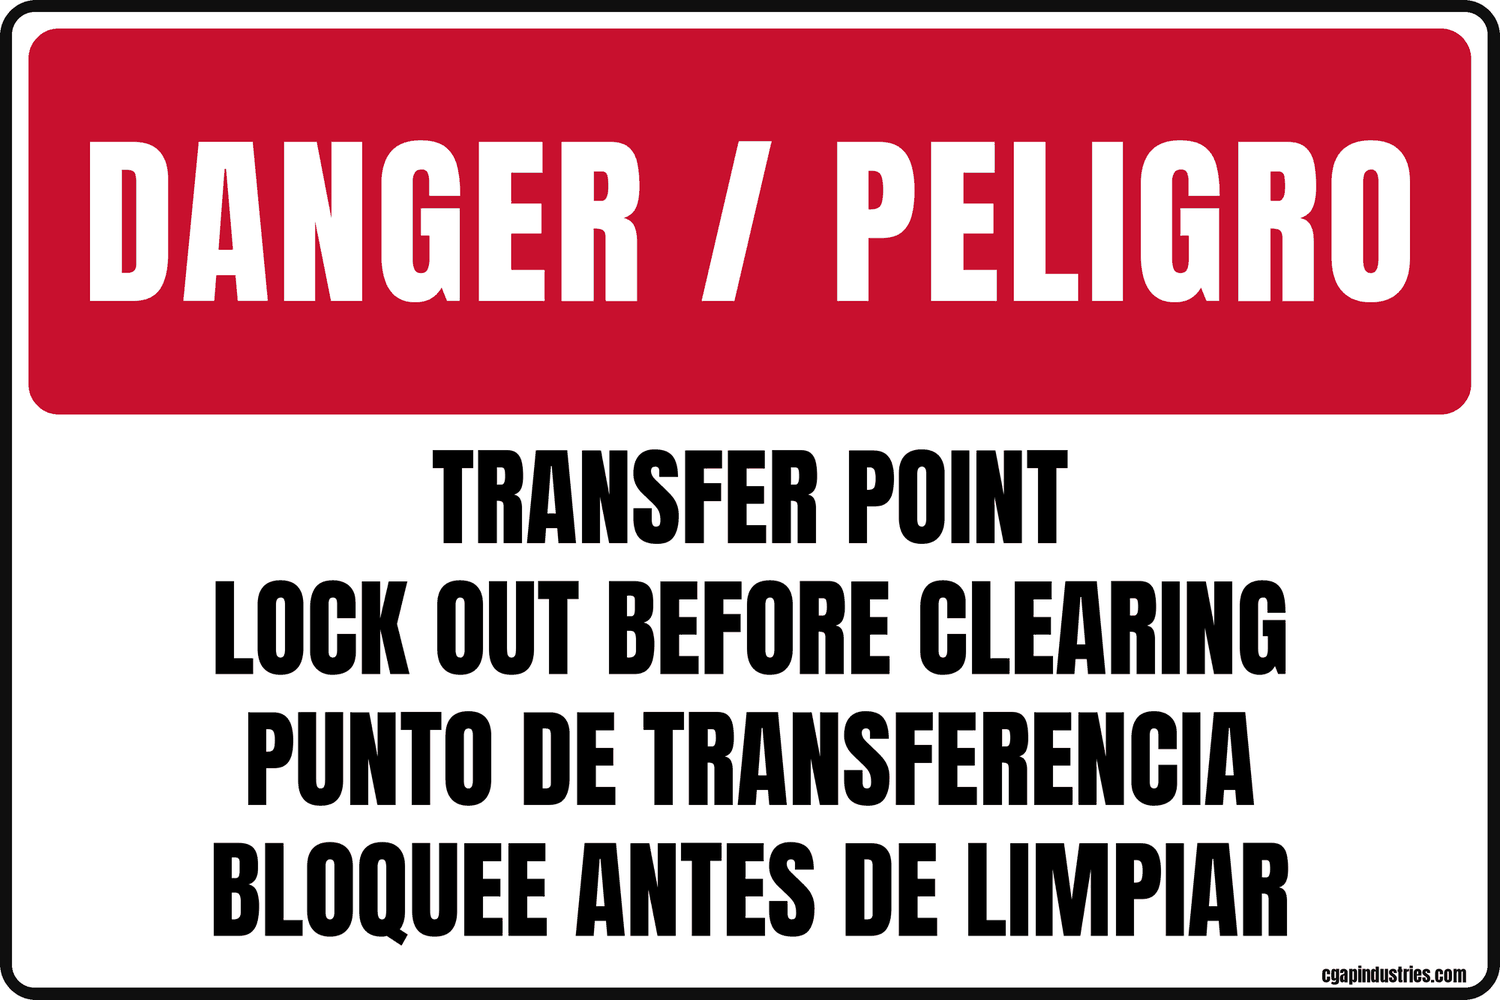 DANGER / PELIGRO
TRANSFER POINT
LOCK OUT BEFORE CLEARING
PUNTO DE TRANSFERENCIA
BLOQUEE ANTES DE LIMPIAR
cgapindustries.com